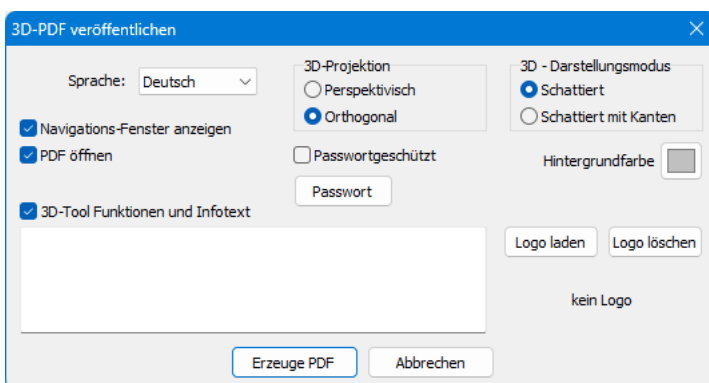 3D-PDF veröffentlichen
Sprache: Deutsch
3D-Projektion
Perspektivisch
Orthogonal
3D - Darstellungsmodus
Schattiert
Schattiert mit Kanten
Navigations-Fenster anzeigen
PDF öffnen
Passwortgeschützt
Hintergrundfarbe
Passwort
3D-Tool Funktionen und Infotext
Logo laden
Logo löschen
kein Logo
Erzeuge PDF
Abbrechen